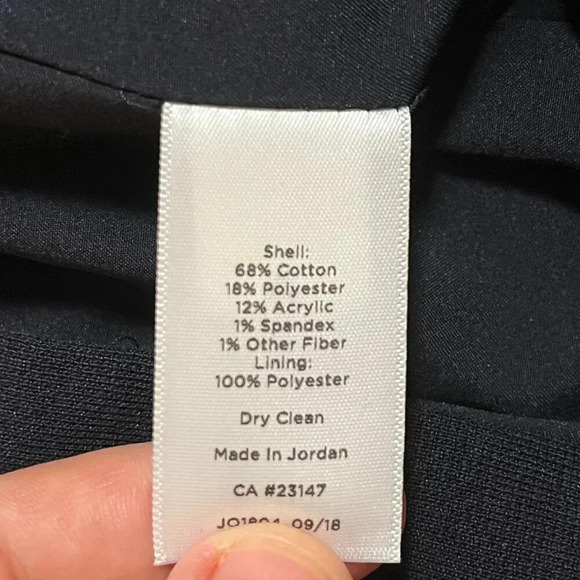 Shell:
68% Cotton
18% Polyester
12% Acrylic
1% Spandex
1% Other Fiber
Lining:
100% Polyester
Dry Clean
Made In Jordan
CA #23147
09/18